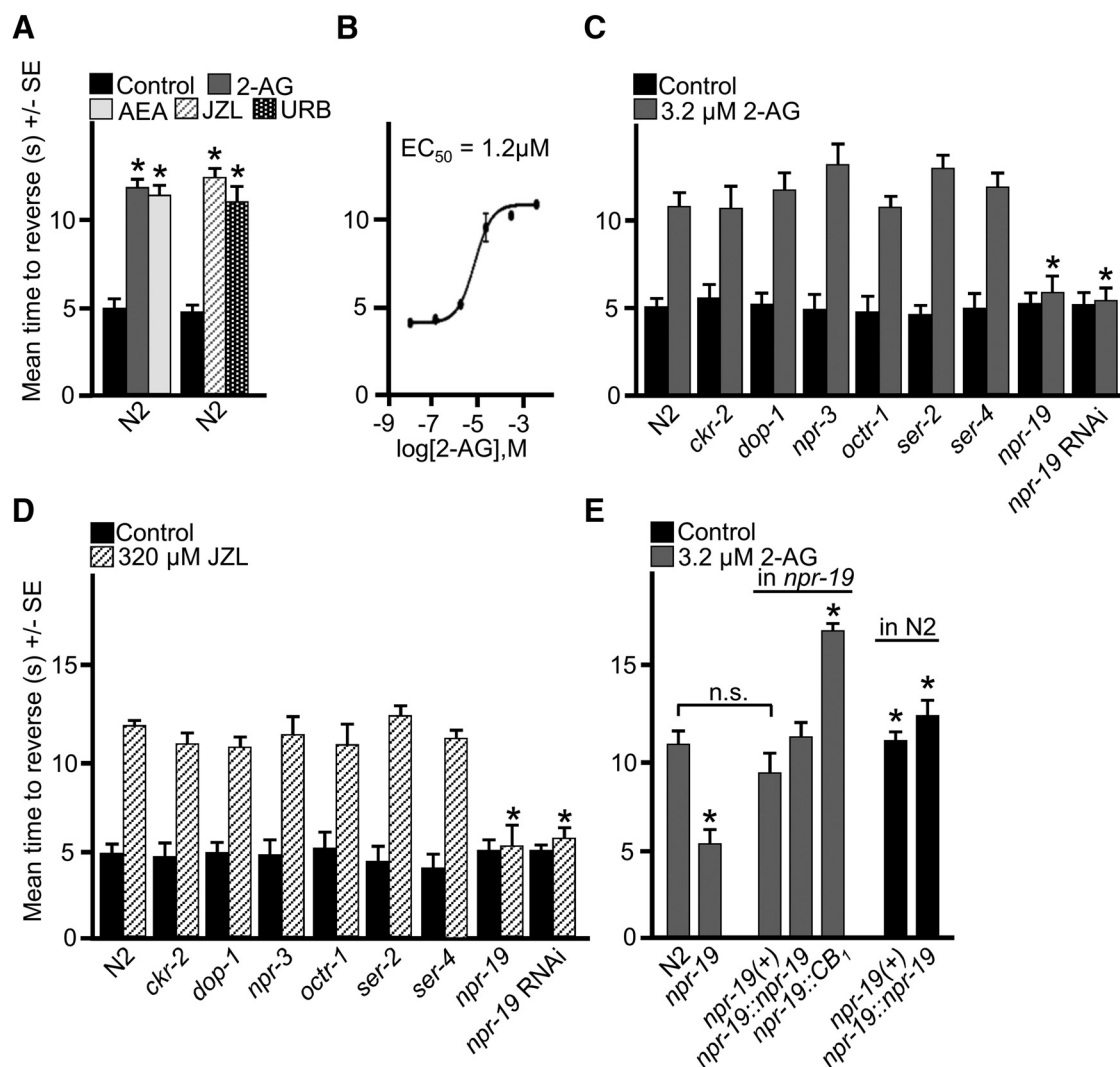 A
Control 2-AG
AEA JZL URB
Mean time to reverse (s) +/- SE
10
5
0
N2 N2
B
EC50 = 1.2µM
10
5
0
-9 -7 -5 -3
log[2-AG],M
C
Control
3.2 µM 2-AG
10
5
0
N2 ckr-2 dop-1 npr-3 octr-1 ser-2 ser-4 npr-19 npr-19 RNAi
* *
* *
* *
D
Control
320 µM JZL
Mean time to reverse (s) +/- SE
15
10
5
0
* *
N2 ckr-2 dop-1 npr-3 octr-1 ser-2 ser-4 npr-19 npr-19 RNAi
E
Control
3.2 µM 2-AG
in npr-19
*
in N2
n.s.
* *
*
15
10
5
0
N2 npr-19 npr-19(+) npr-19::npr-19 npr-19::CB1 npr-19(+) npr-19::npr-19